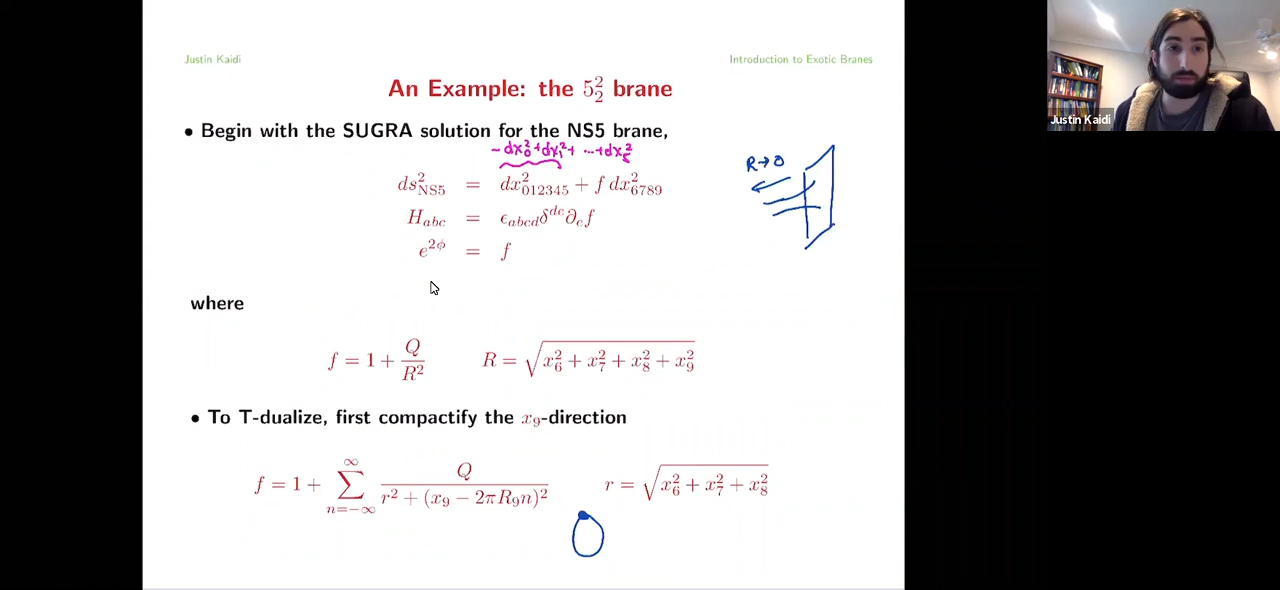 Justin Kaidi
Introduction to Exotic Branes
An Example: the 5₂² brane
• Begin with the SUGRA solution for the NS5 brane,
-dx₀²+dx₁²+ ...+dx₅²
ds²_NS5 = dx²_012345 + f dx²_6789
H_abc = ϵ_abcd δ^de ∂_e f
e^2ϕ = f
R→0
where
f = 1 + Q/R² R = √(x₆² + x₇² + x₈² + x₉²)
• To T-dualize, first compactify the x₉-direction
f = 1 + ∑_{n=−∞}^{∞} Q/(r² + (x₉ − 2πR₉n)²) r = √(x₆² + x₇² + x₈²)
Justin Kaidi